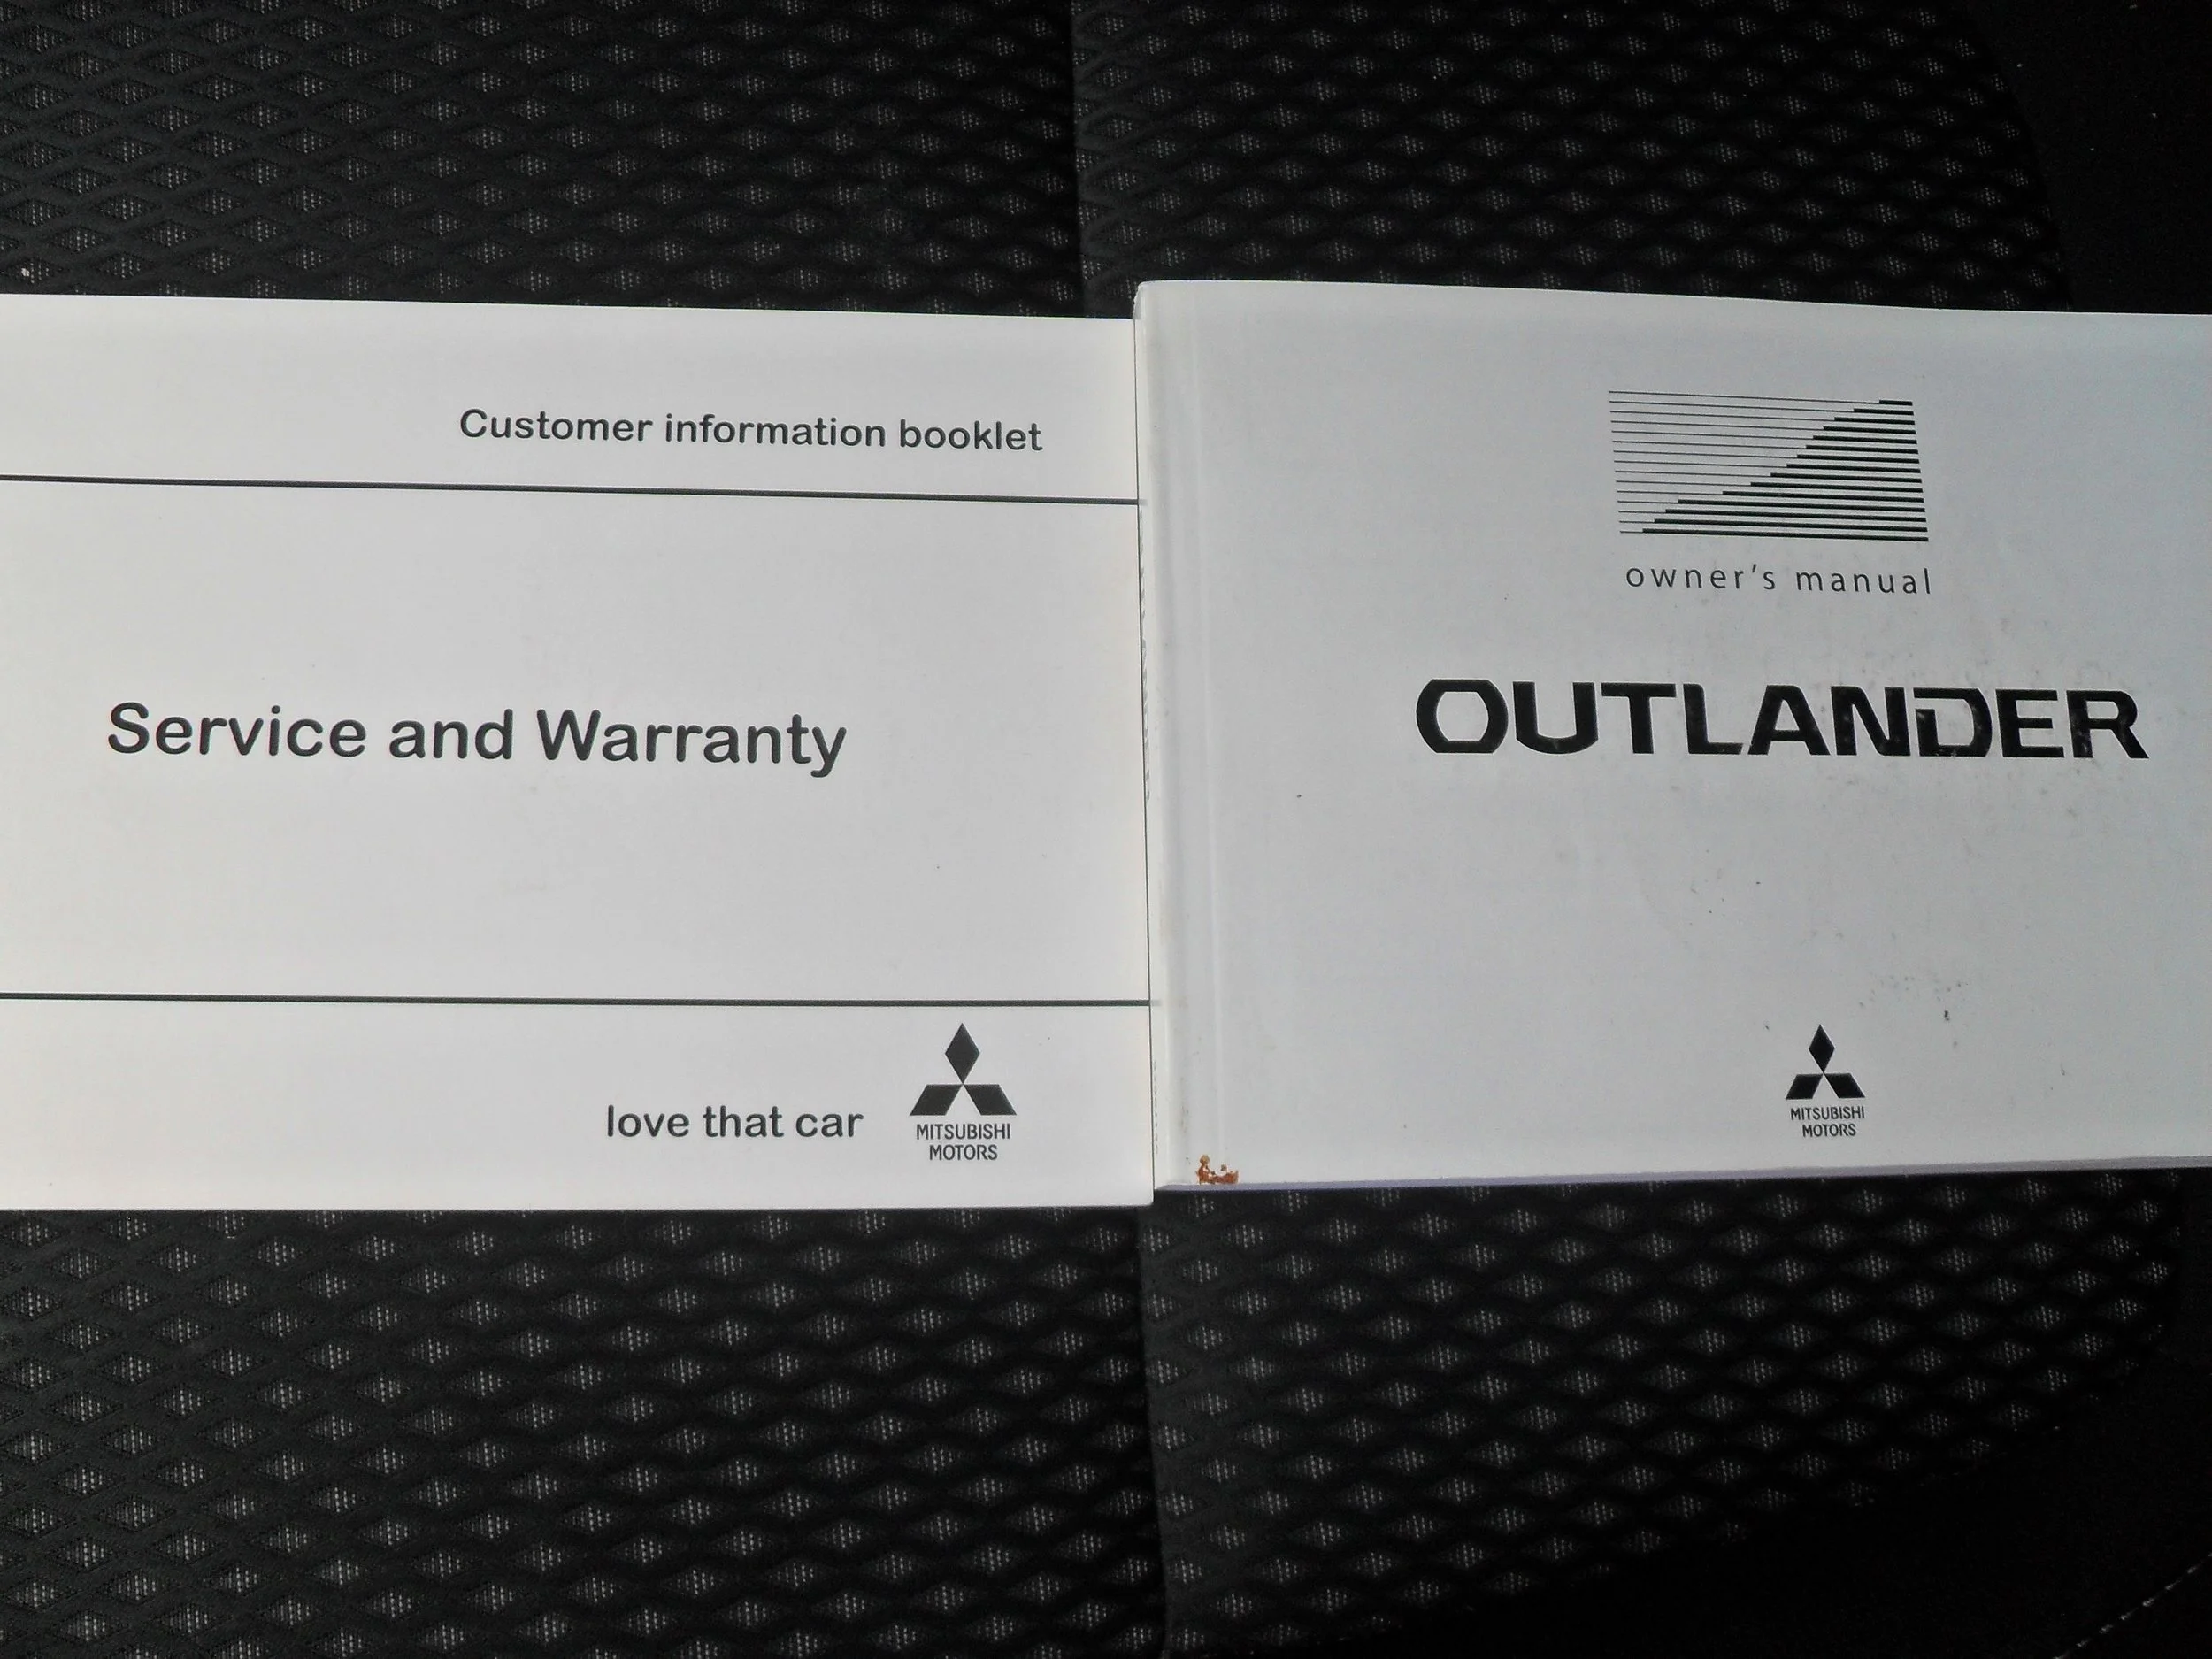 Customer information booklet
Service and Warranty
love that car
MITSUBISHI
MOTORS
owner's manual
OUTLANDER
MITSUBISHI
MOTORS